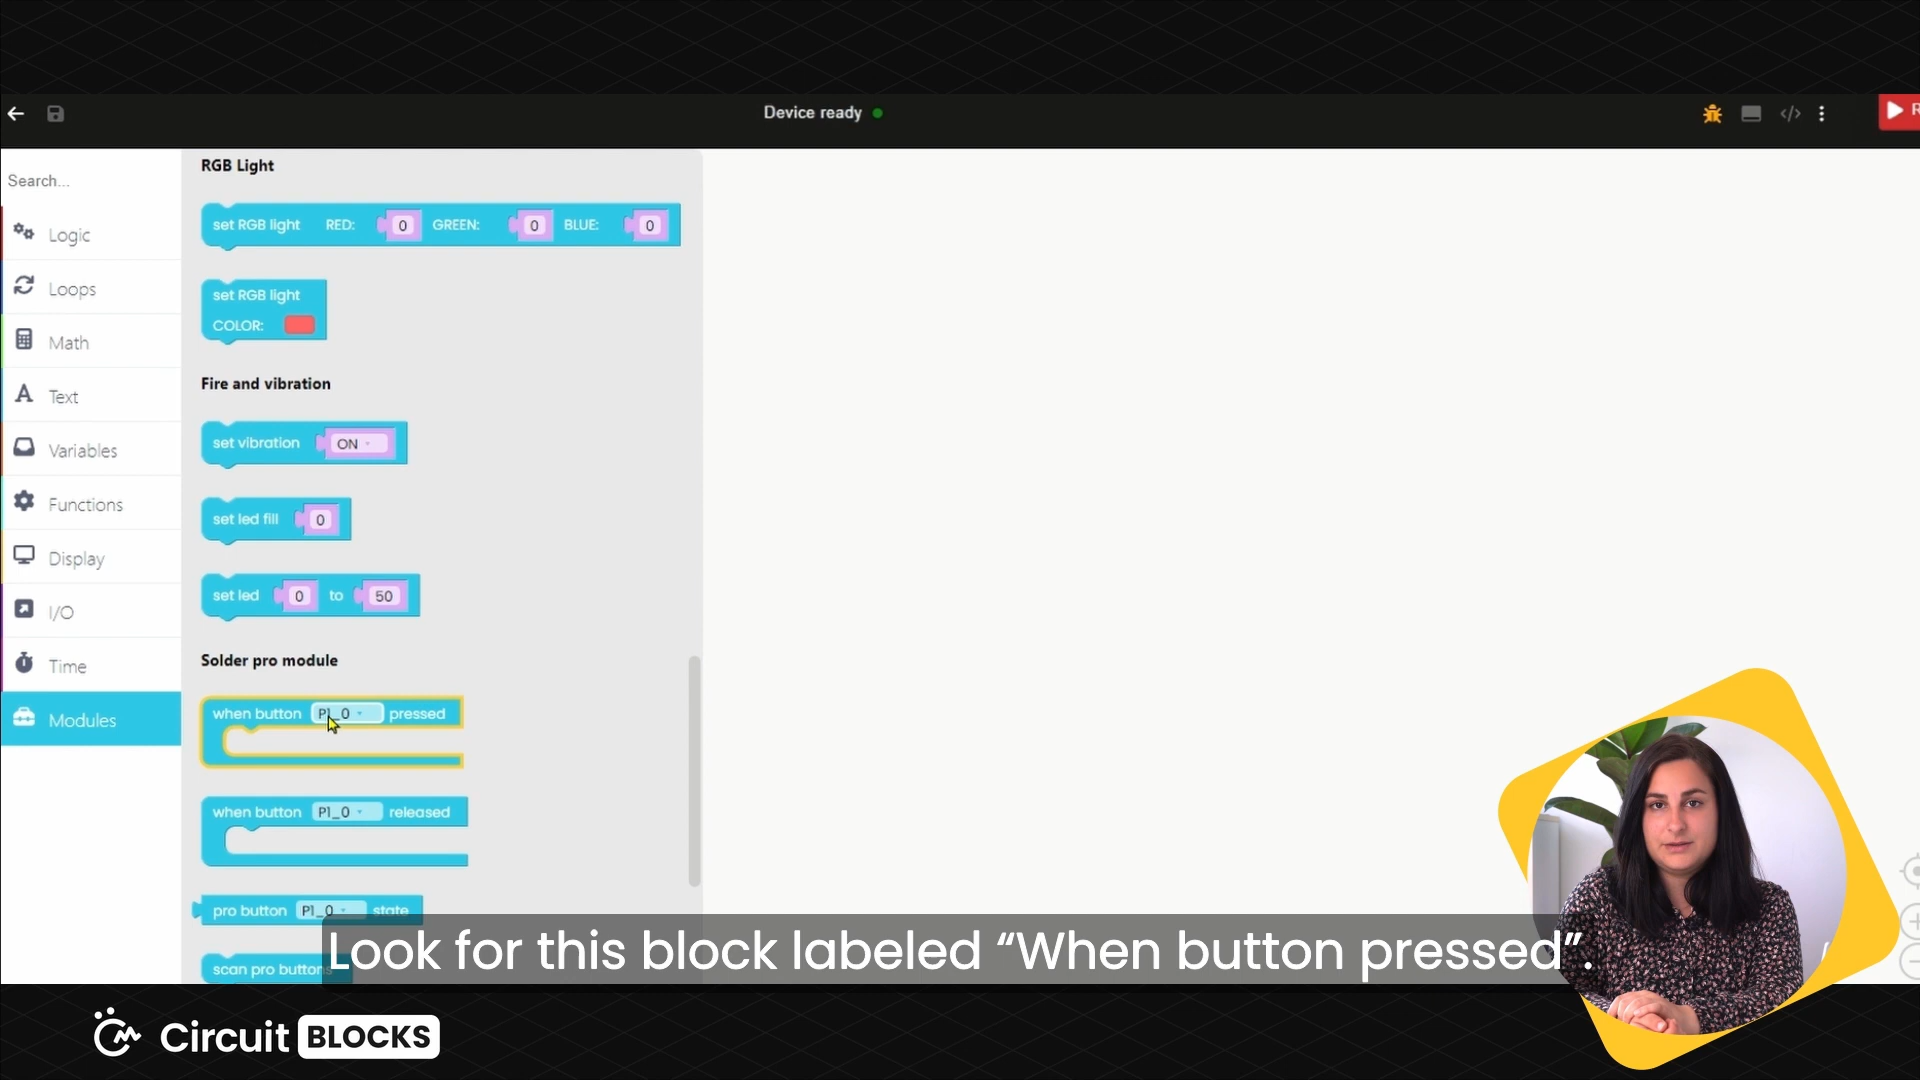 Device ready
R
Search...
Logic
Loops
Math
Text
Variables
Functions
Display
I/O
Time
Modules
RGB Light
set RGB light RED: 0 GREEN: 0 BLUE: 0
set RGB light
COLOR:
Fire and vibration
set vibration ON
set led fill 0
set led 0 to 50
Solder pro module
when button P1_0 pressed
when button P1_0 released
pro button P1_0 state
scan pro buttons
Look for this block labeled “When button pressed”.
Circuit BLOCKS